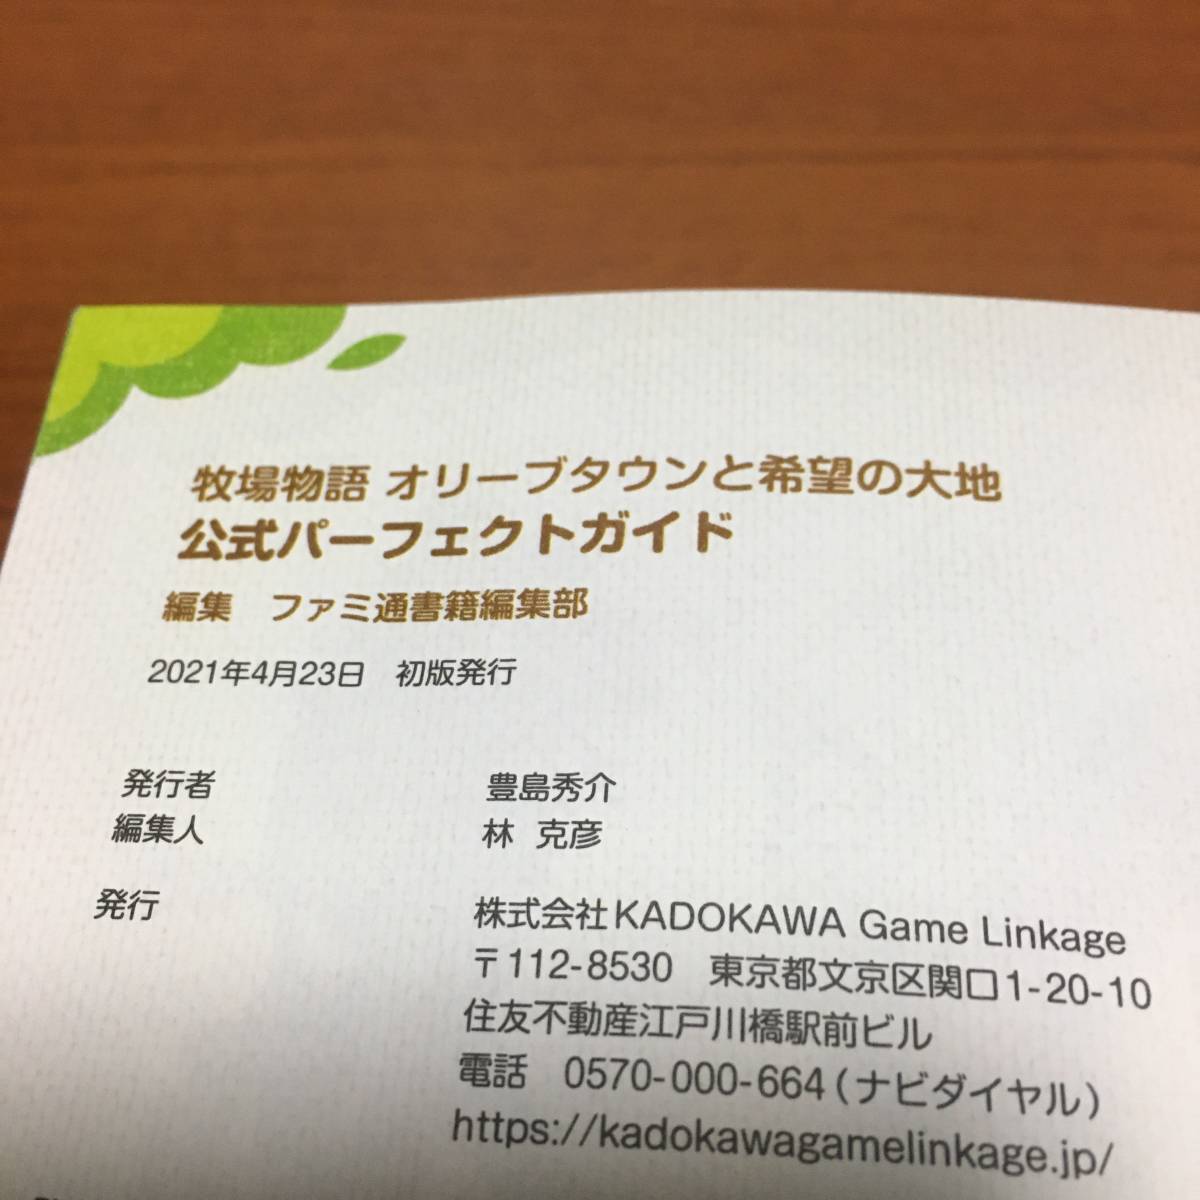 牧場物語 オリーブタウンと希望の大地
公式パーフェクトガイド
編集　ファミ通書籍編集部
2021年4月23日　初版発行
発行者　豊島秀介
編集人　林 克彦
発行　株式会社KADOKAWA Game Linkage
〒112-8530　東京都文京区関口1-20-10
住友不動産江戸川橋駅前ビル
電話　0570-000-664(ナビダイヤル)
https://kadokawagamelinkage.jp/